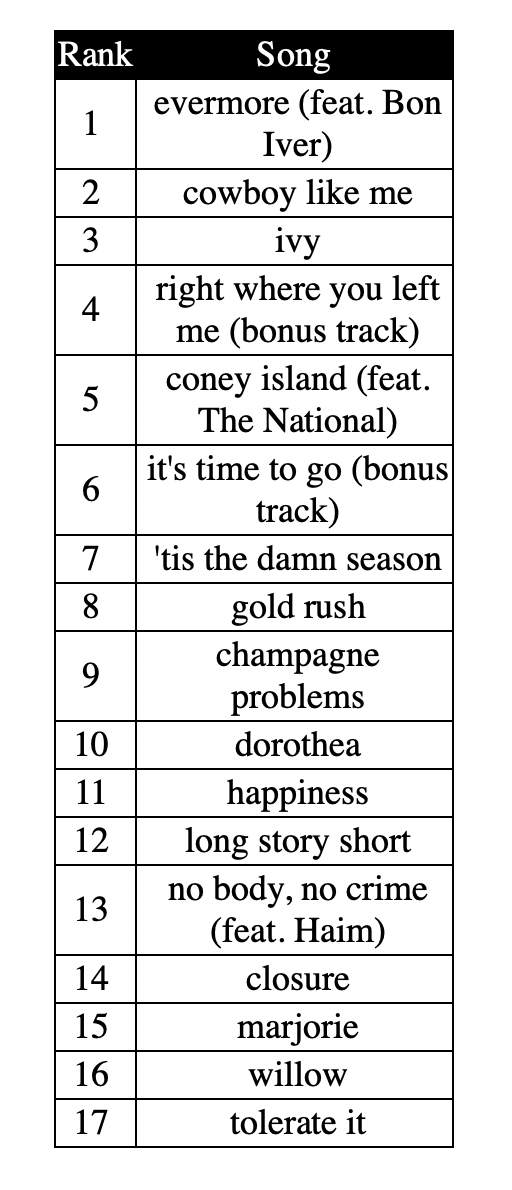 Rank Song
1 evermore (feat. Bon
Iver)
2 cowboy like me
3 ivy
4 right where you left
me (bonus track)
5 coney island (feat.
The National)
6 it's time to go (bonus
track)
7 'tis the damn season
8 gold rush
9 champagne
problems
10 dorothea
11 happiness
12 long story short
13 no body, no crime
(feat. Haim)
14 closure
15 marjorie
16 willow
17 tolerate it